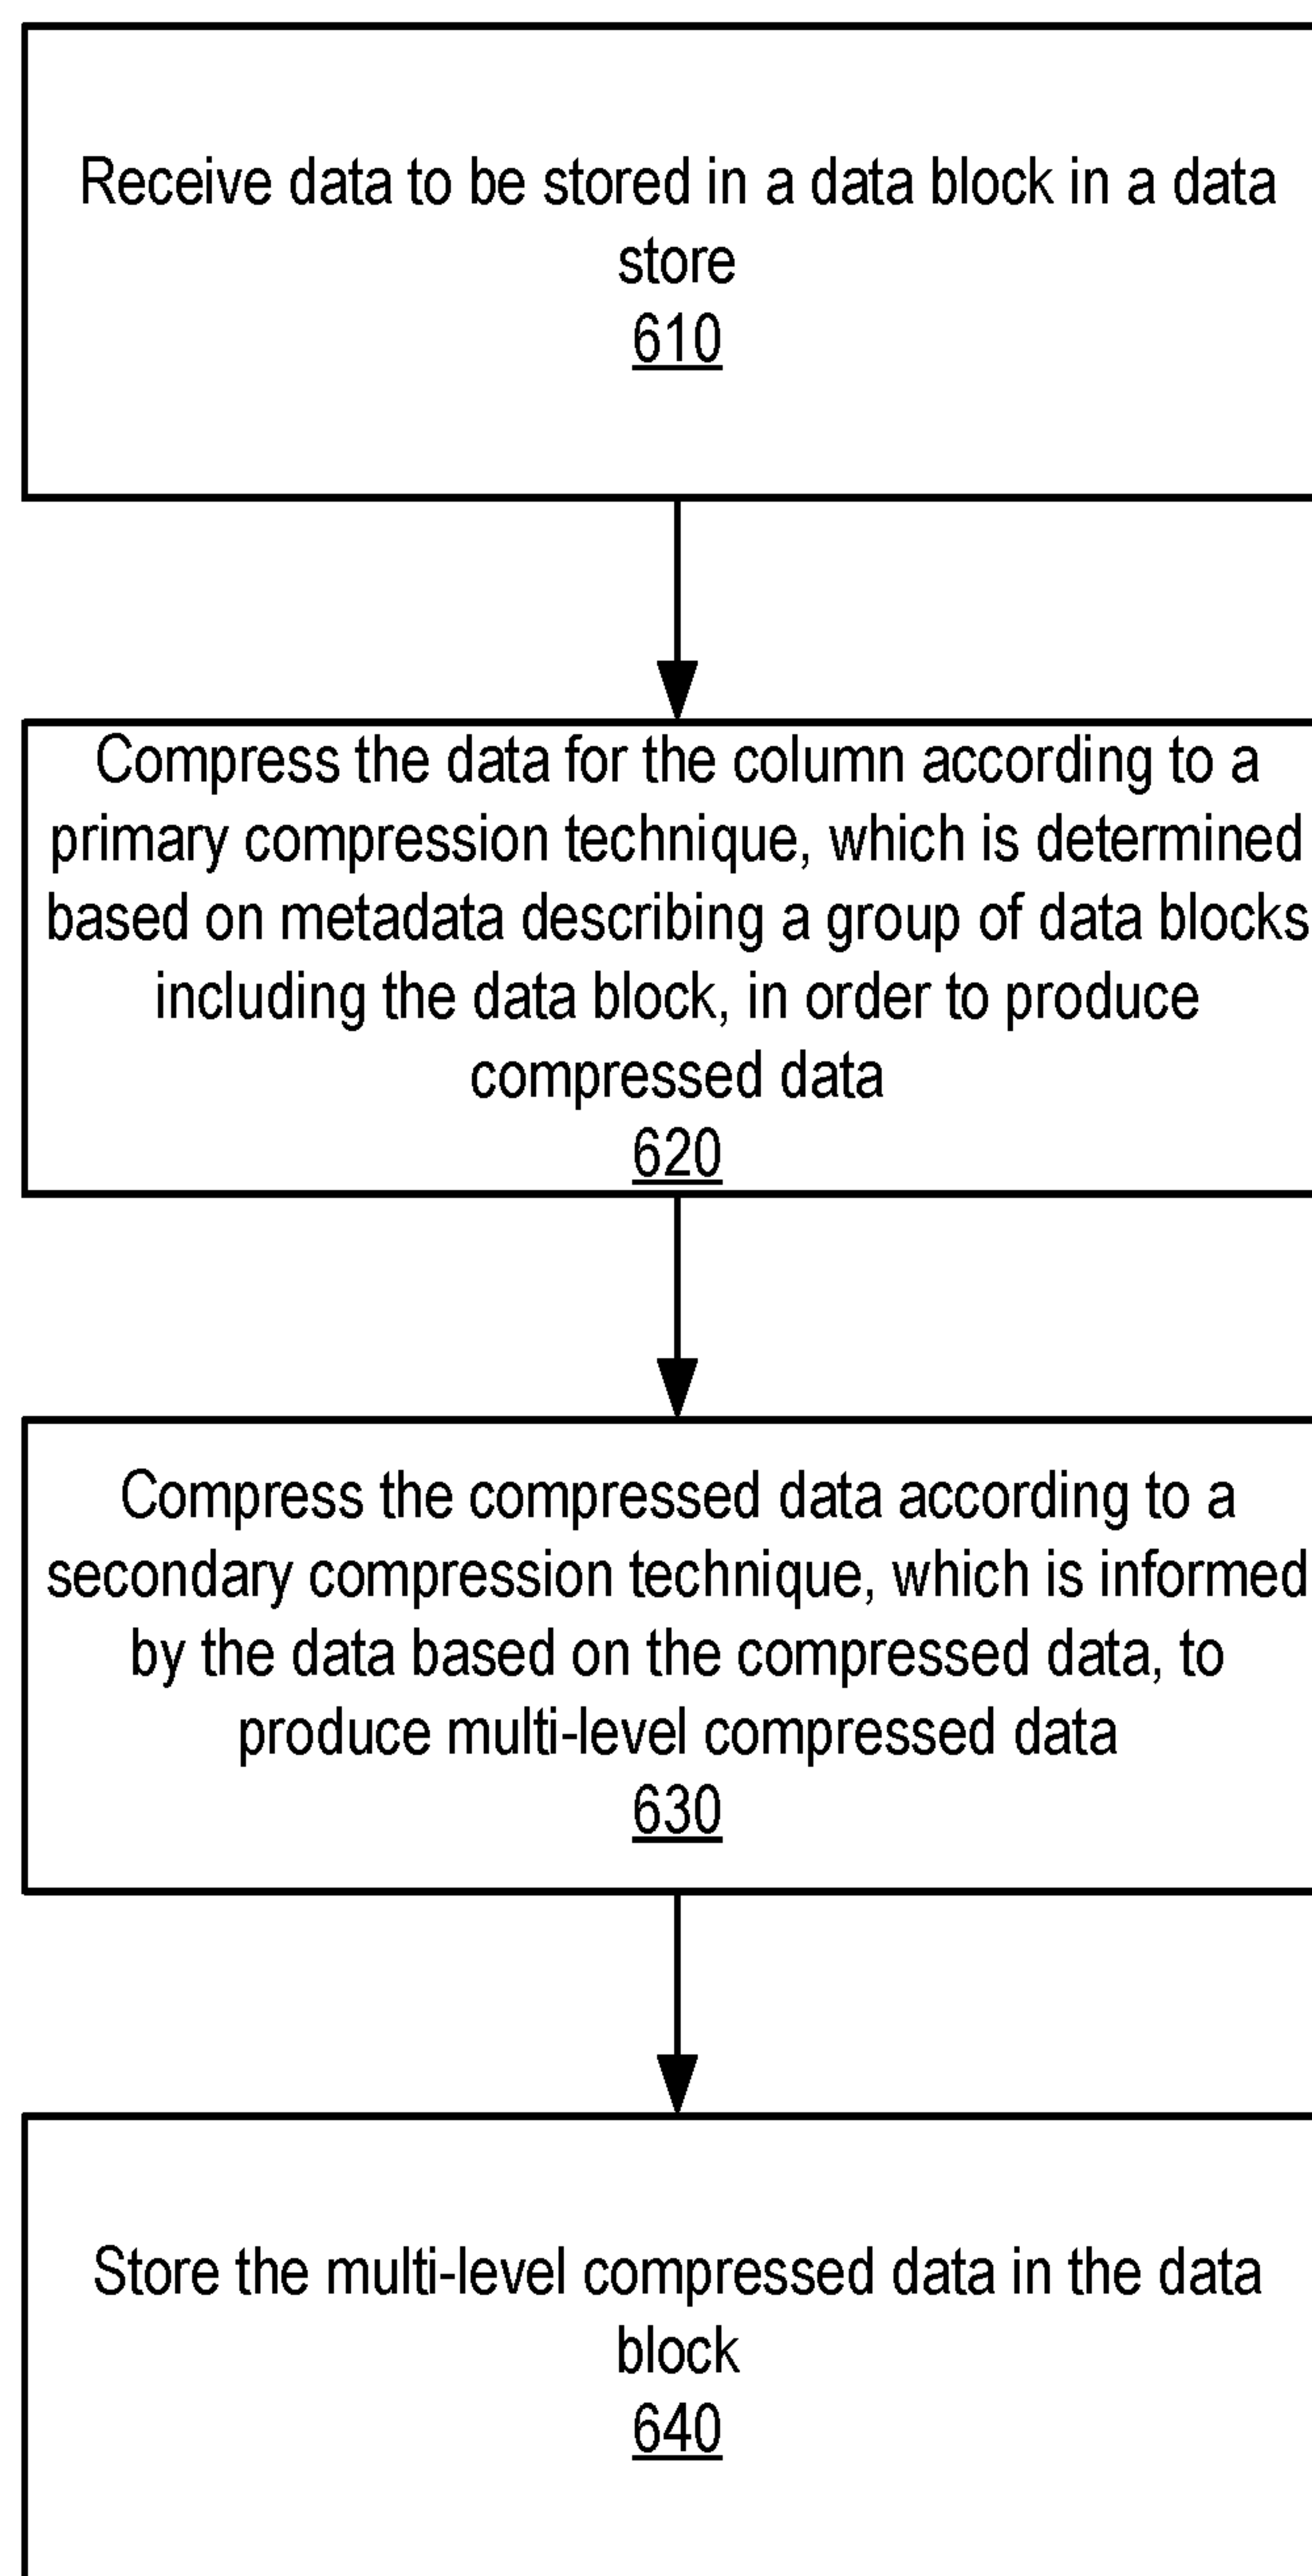 Receive data to be stored in a data block in a data
store
610
Compress the data for the column according to a
primary compression technique, which is determined
based on metadata describing a group of data blocks
including the data block, in order to produce
compressed data
620
Compress the compressed data according to a
secondary compression technique, which is informed
by the data based on the compressed data, to
produce multi-level compressed data
630
Store the multi-level compressed data in the data
block
640